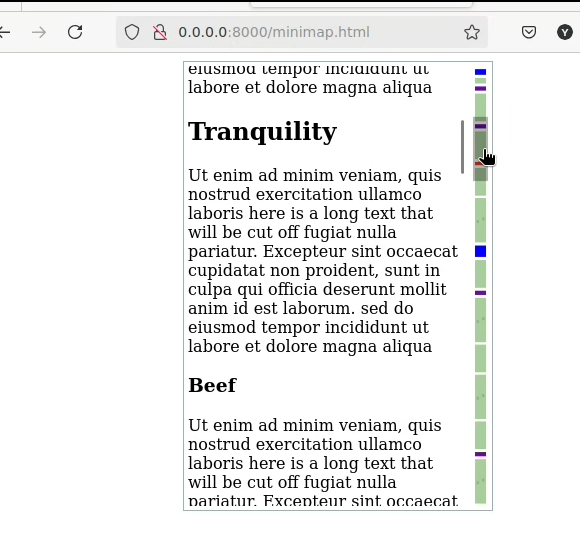 0.0.0.0:8000/minimap.html
Y
eiusmod tempor incididunt ut
labore et dolore magna aliqua
Tranquility
Ut enim ad minim veniam, quis
nostrud exercitation ullamco
laboris here is a long text that
will be cut off fugiat nulla
pariatur. Excepteur sint occaecat
cupidatat non proident, sunt in
culpa qui officia deserunt mollit
anim id est laborum. sed do
eiusmod tempor incididunt ut
labore et dolore magna aliqua
Beef
Ut enim ad minim veniam, quis
nostrud exercitation ullamco
laboris here is a long text that
will be cut off fugiat nulla
pariatur. Excepteur sint occaecat